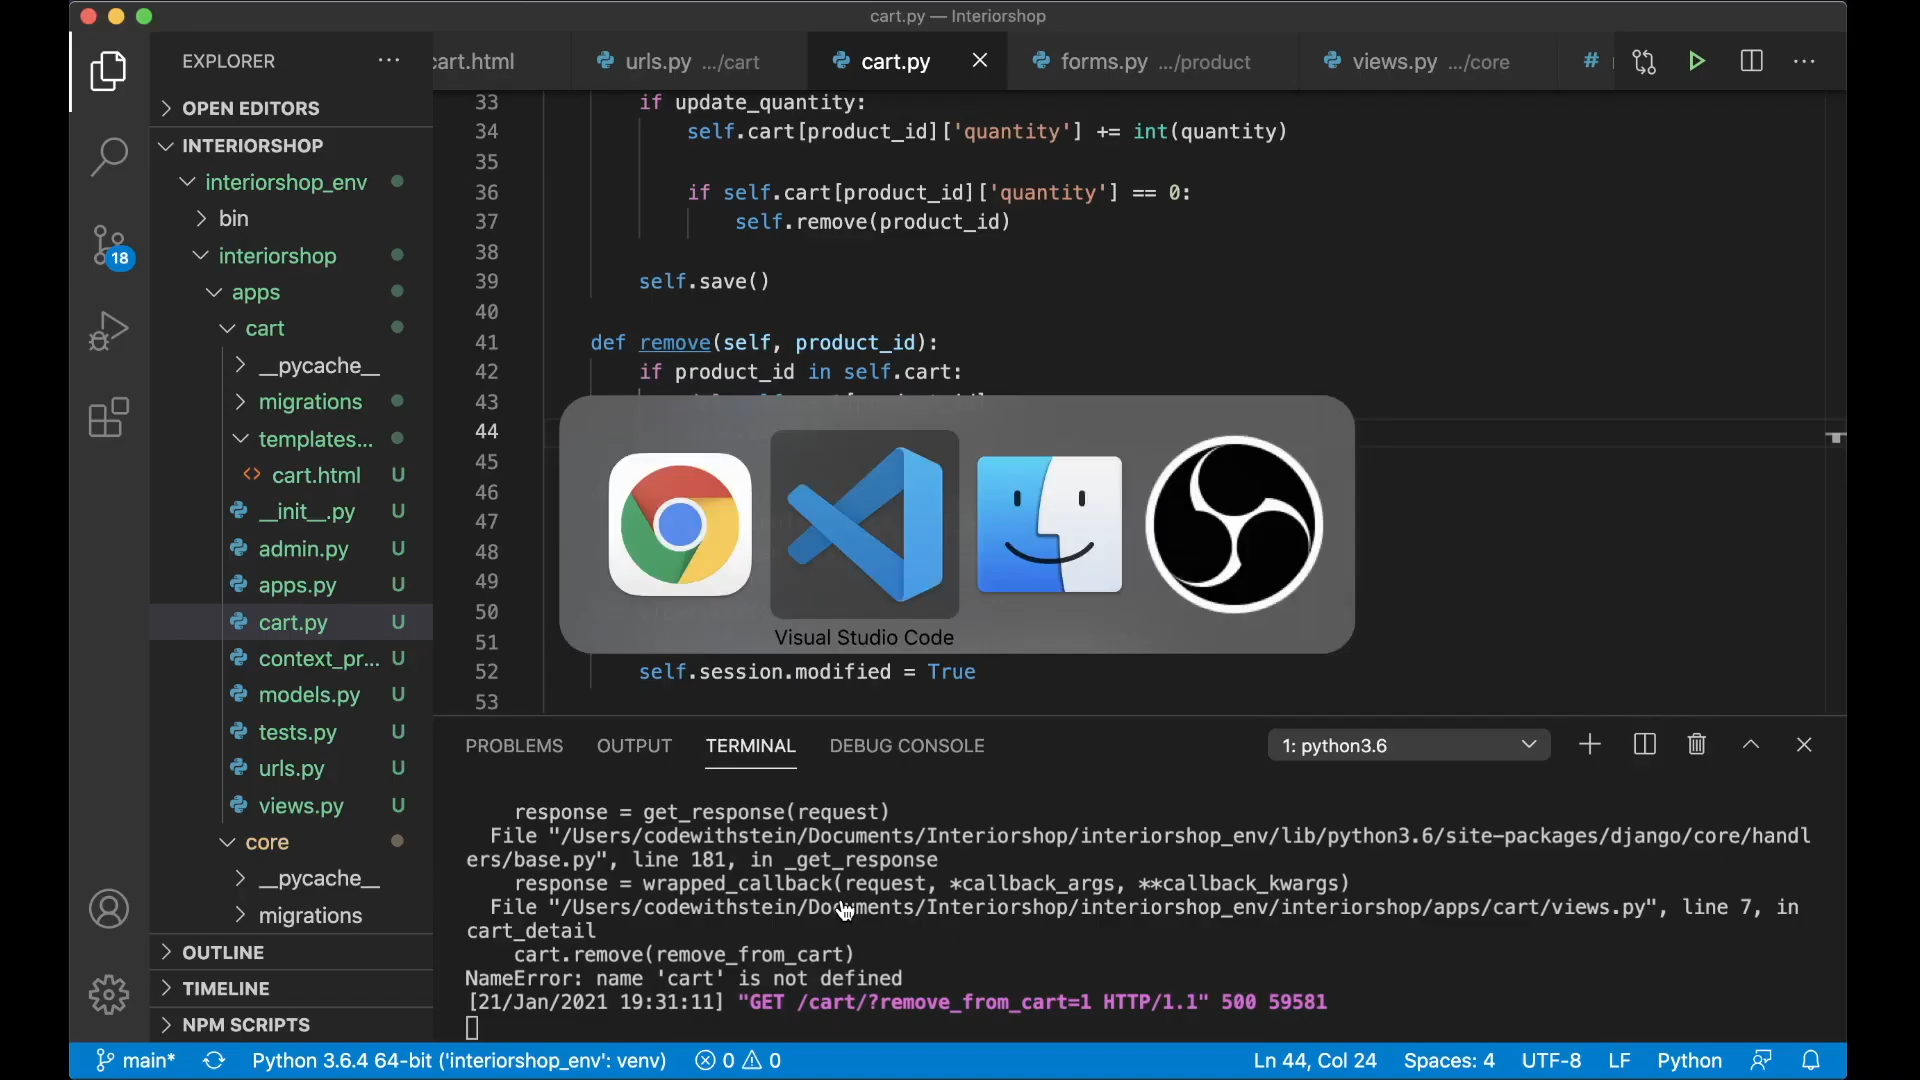 cart.py — Interiorshop
EXPLORER
cart.html
urls.py .../cart
cart.py
forms.py .../product
views.py .../core
OPEN EDITORS
INTERIORSHOP
interiorshop_env
bin
interiorshop
apps
cart
__pycache__
migrations
templates...
cart.html U
__init__.py U
admin.py U
apps.py U
cart.py U
context_pr... U
models.py U
tests.py U
urls.py U
views.py U
core
__pycache__
migrations
OUTLINE
TIMELINE
NPM SCRIPTS
18
33 if update_quantity:
34 self.cart[product_id]['quantity'] += int(quantity)
35
36 if self.cart[product_id]['quantity'] == 0:
37 self.remove(product_id)
38
39 self.save()
40
41 def remove(self, product_id):
42 if product_id in self.cart:
43
44
45
46
47
48
49
50
51
52 self.session.modified = True
53
Visual Studio Code
PROBLEMS OUTPUT TERMINAL DEBUG CONSOLE
1: python3.6
response = get_response(request)
File "/Users/codewithstein/Documents/Interiorshop/interiorshop_env/lib/python3.6/site-packages/django/core/handl
ers/base.py", line 181, in _get_response
response = wrapped_callback(request, *callback_args, **callback_kwargs)
File "/Users/codewithstein/Documents/Interiorshop/interiorshop_env/interiorshop/apps/cart/views.py", line 7, in
cart_detail
cart.remove(remove_from_cart)
NameError: name 'cart' is not defined
[21/Jan/2021 19:31:11] "GET /cart/?remove_from_cart=1 HTTP/1.1" 500 59581
main* Python 3.6.4 64-bit ('interiorshop_env': venv) 0 0 Ln 44, Col 24 Spaces: 4 UTF-8 LF Python